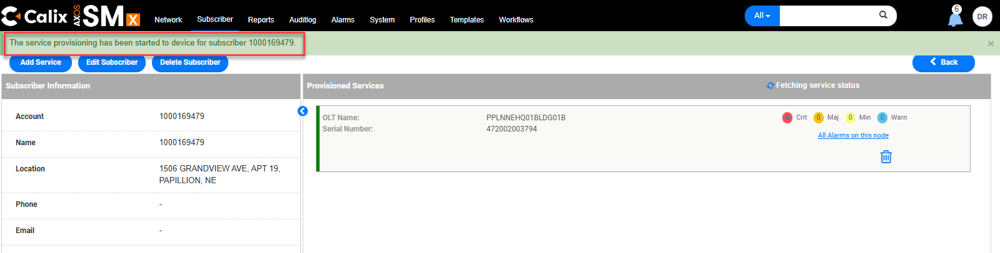 Calix AXOS SMx
Network Subscriber Reports Auditlog Alarms System Profiles Templates Workflows
All
6
DR
The service provisioning has been started to device for subscriber 1000169479.
×
Add Service Edit Subscriber Delete Subscriber
Back
Subscriber Information
Provisioned Services
Fetching service status
Account 1000169479
Name 1000169479
Location 1506 GRANDVIEW AVE, APT 19,
PAPILLION, NE
Phone -
Email -
OLT Name: PPLNNEHQ01BLDG01B
Serial Number: 472002003794
0 Crit 0 Maj 0 Min 0 Warn
All Alarms on this node